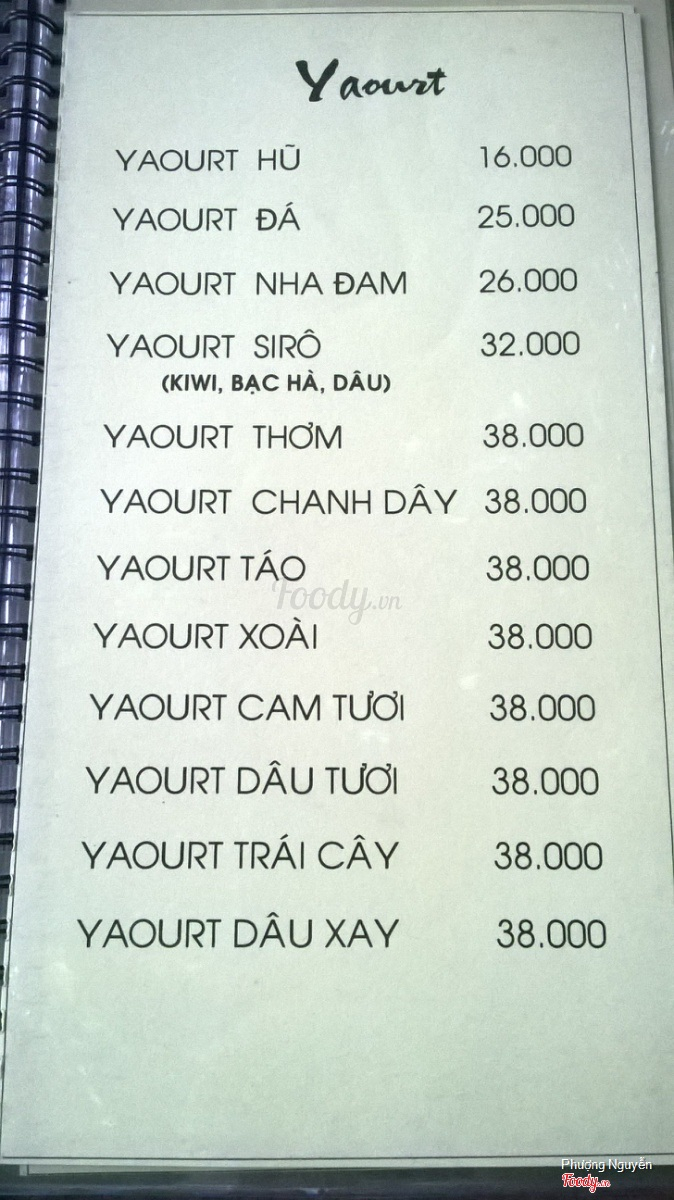 Yaourt
YAOURT HŨ 16.000
YAOURT ĐÁ 25.000
YAOURT NHA ĐAM 26.000
YAOURT SIRÔ 32.000
(KIWI, BẠC HÀ, DÂU)
YAOURT THƠM 38.000
YAOURT CHANH DÂY 38.000
YAOURT TÁO 38.000
Foody.vn
YAOURT XOÀI 38.000
YAOURT CAM TƯƠI 38.000
YAOURT DÂU TƯƠI 38.000
YAOURT TRÁI CÂY 38.000
YAOURT DÂU XAY 38.000
Phượng Nguyễn
Foody.vn